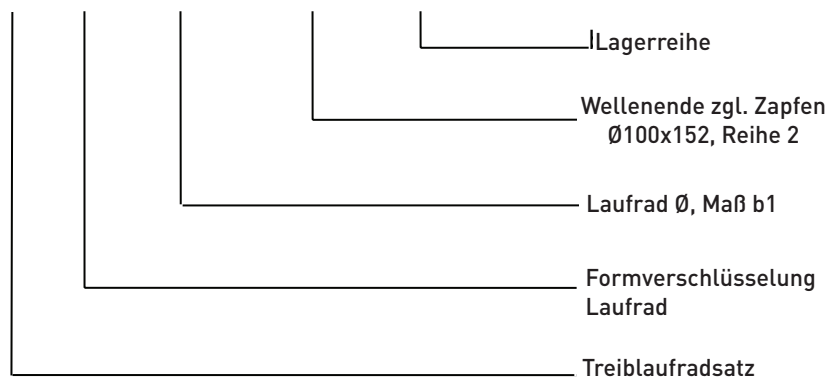 Lagerreihe
Wellenende zgl. Zapfen
Ø100x152, Reihe 2
Laufrad Ø, Maß b1
Formverschlüsselung
Laufrad
Treiblaufradsatz